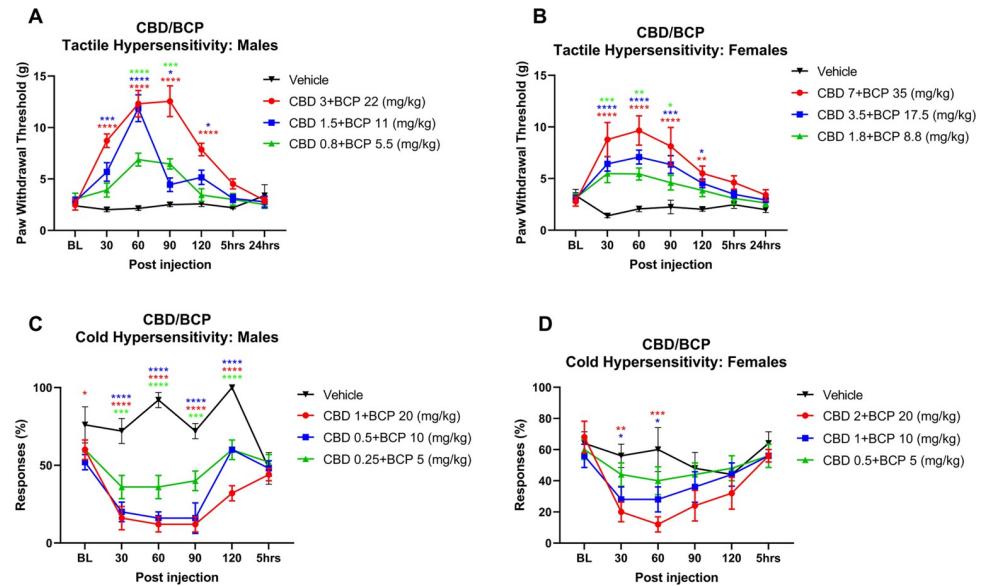 A
CBD/BCP
Tactile Hypersensitivity: Males
Paw Withdrawal Threshold (g)
15
10
5
0
****
****
****
***
*
****
***
****
*
****
BL 30 60 90 120 5hrs 24hrs
Post injection
Vehicle
CBD 3+BCP 22 (mg/kg)
CBD 1.5+BCP 11 (mg/kg)
CBD 0.8+BCP 5.5 (mg/kg)
B
CBD/BCP
Tactile Hypersensitivity: Females
Paw Withdrawal Threshold (g)
15
10
5
0
***
****
****
**
****
****
*
***
****
*
**
BL 30 60 90 120 5hrs 24hrs
Post injection
Vehicle
CBD 7+BCP 35 (mg/kg)
CBD 3.5+BCP 17.5 (mg/kg)
CBD 1.8+BCP 8.8 (mg/kg)
C
CBD/BCP
Cold Hypersensitivity: Males
Responses (%)
100
50
0
*
****
****
***
****
****
****
****
****
***
****
****
****
BL 30 60 90 120 5hrs
Post injection
Vehicle
CBD 1+BCP 20 (mg/kg)
CBD 0.5+BCP 10 (mg/kg)
CBD 0.25+BCP 5 (mg/kg)
D
CBD/BCP
Cold Hypersensitivity: Females
Responses (%)
100
80
60
40
20
0
**
*
***
*
BL 30 60 90 120 5hrs
Post injection
Vehicle
CBD 2+BCP 20 (mg/kg)
CBD 1+BCP 10 (mg/kg)
CBD 0.5+BCP 5 (mg/kg)